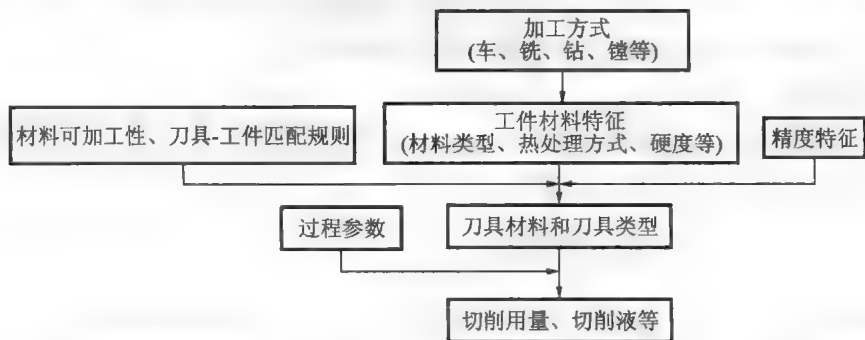 加工方式
(车、铣、钻、镗等)
材料可加工性、刀具-工件匹配规则
工件材料特征
(材料类型、热处理方式、硬度等)
精度特征
过程参数
刀具材料和刀具类型
切削用量、切削液等